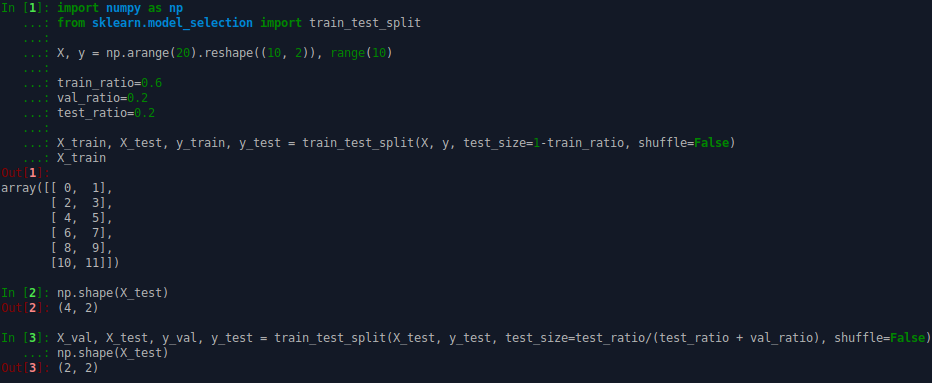 In [1]: import numpy as np
   ...: from sklearn.model_selection import train_test_split
   ...:
   ...: X, y = np.arange(20).reshape((10, 2)), range(10)
   ...:
   ...: train_ratio=0.6
   ...: val_ratio=0.2
   ...: test_ratio=0.2
   ...:
   ...: X_train, X_test, y_train, y_test = train_test_split(X, y, test_size=1-train_ratio, shuffle=False)
   ...: X_train
Out[1]:
array([[ 0,  1],
       [ 2,  3],
       [ 4,  5],
       [ 6,  7],
       [ 8,  9],
       [10, 11]])
In [2]: np.shape(X_test)
Out[2]: (4, 2)
In [3]: X_val, X_test, y_val, y_test = train_test_split(X_test, y_test, test_size=test_ratio/(test_ratio + val_ratio), shuffle=False)
   ...: np.shape(X_test)
Out[3]: (2, 2)